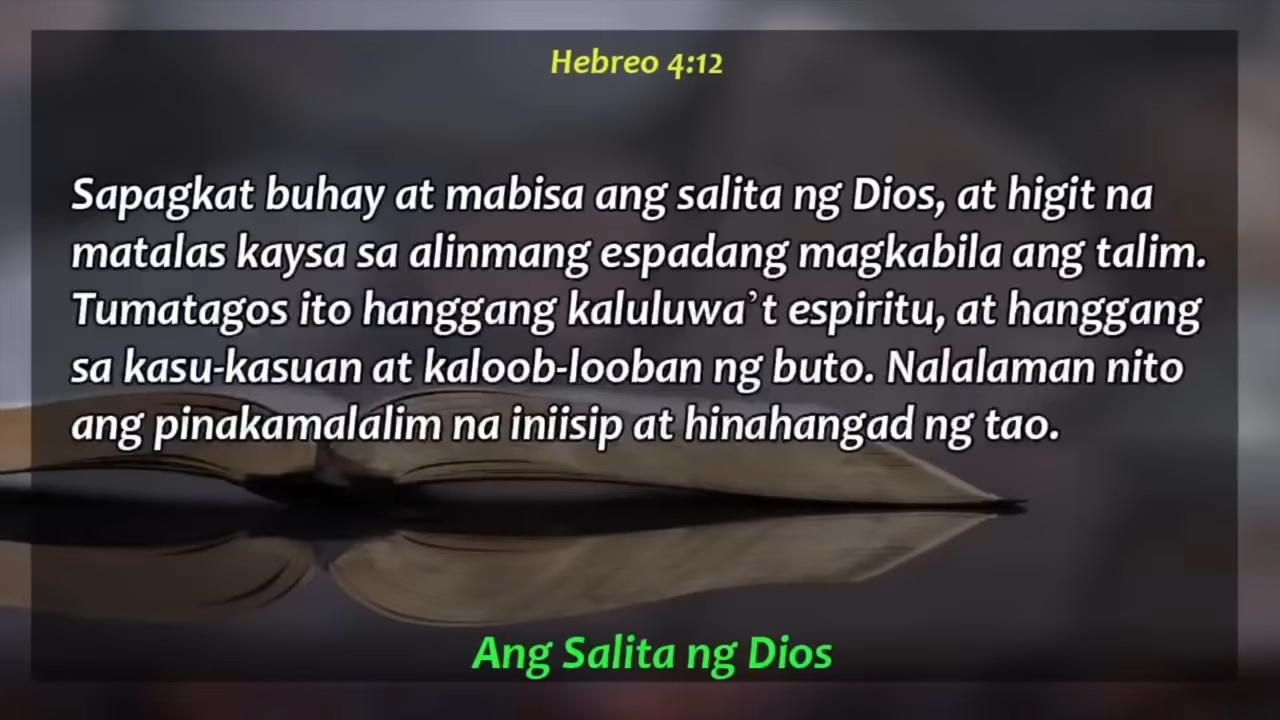 Hebreo 4:12
Sapagkat buhay at mabisa ang salita ng Dios, at higit na
matalas kaysa sa alinmang espadang magkabila ang talim.
Tumatagos ito hanggang kaluluwa’t espiritu, at hanggang
sa kasu-kasuan at kaloob-looban ng buto. Nalalaman nito
ang pinakamalalim na iniisip at hinahangad ng tao.
Ang Salita ng Dios